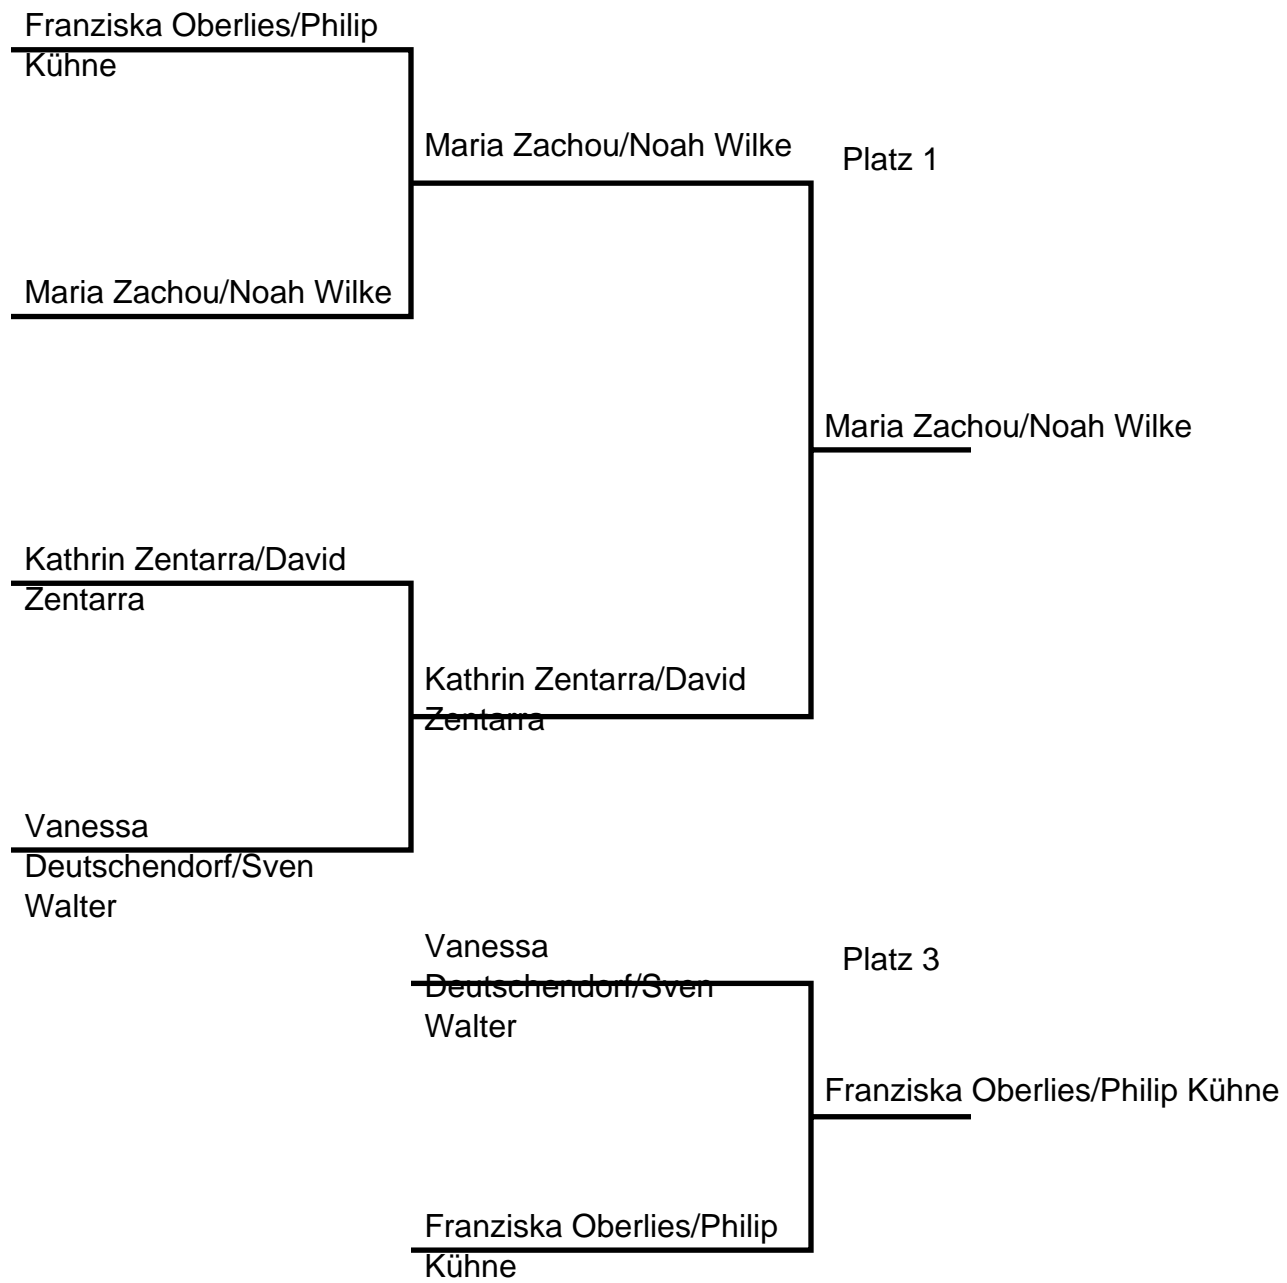 Franziska Oberlies/Philip
Kühne
Maria Zachou/Noah Wilke
Platz 1
Maria Zachou/Noah Wilke
Maria Zachou/Noah Wilke
Kathrin Zentarra/David
Zentarra
Kathrin Zentarra/David
Zentarra
Vanessa
Deutschendorf/Sven
Walter
Vanessa
Deutschendorf/Sven
Walter
Platz 3
Franziska Oberlies/Philip Kühne
Franziska Oberlies/Philip
Kühne